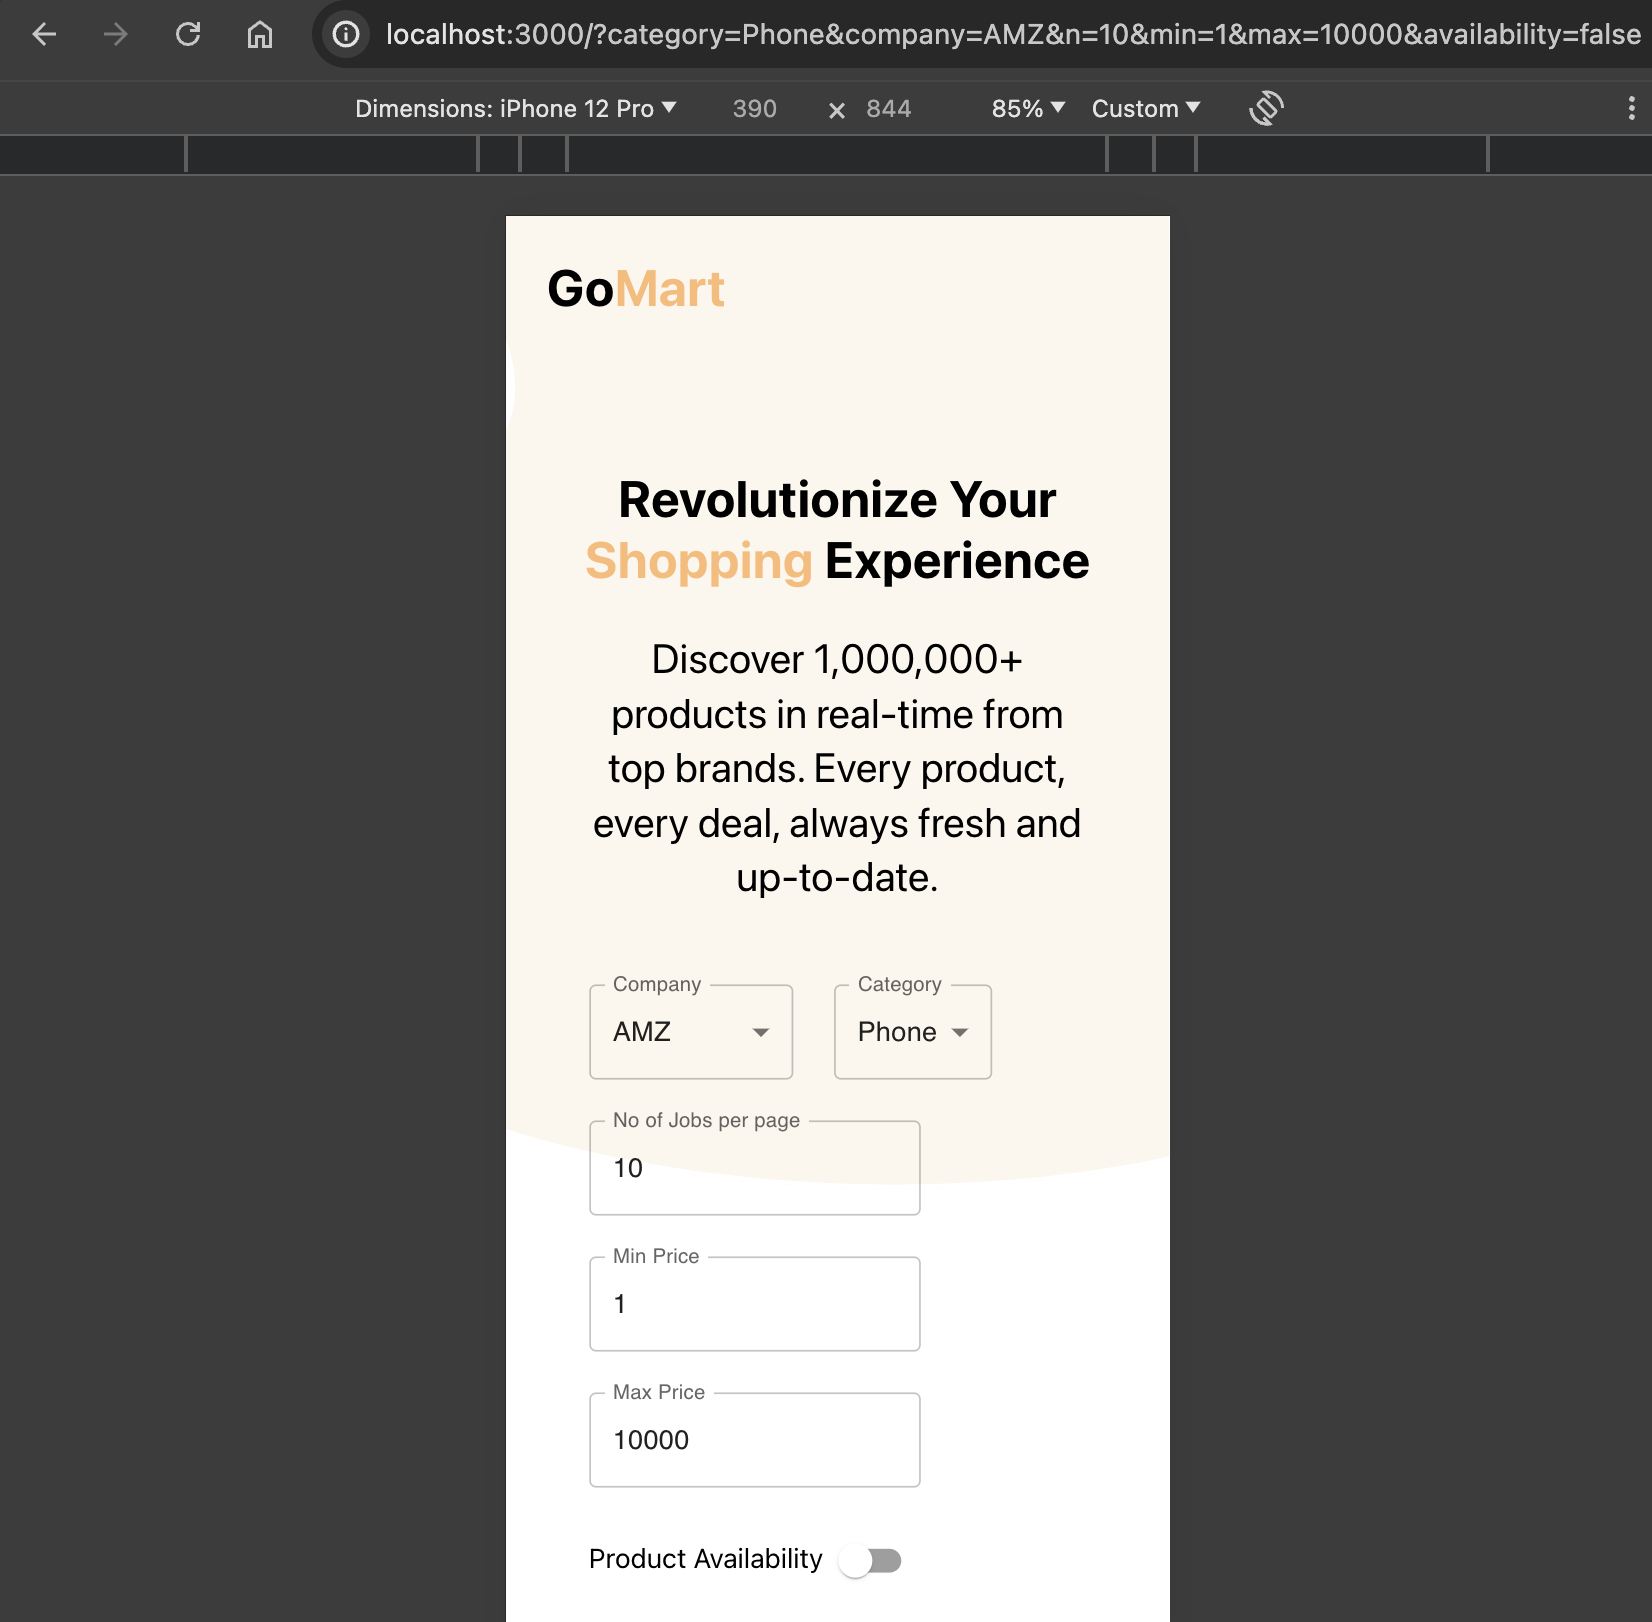 localhost:3000/?category=Phone&company=AMZ&n=10&min=1&max=10000&availability=false
Dimensions: iPhone 12 Pro 390 × 844 85% Custom
GoMart
Revolutionize Your
Shopping Experience
Discover 1,000,000+
products in real-time from
top brands. Every product,
every deal, always fresh and
up-to-date.
Company Category
AMZ Phone
No of Jobs per page
10
Min Price
1
Max Price
10000
Product Availability